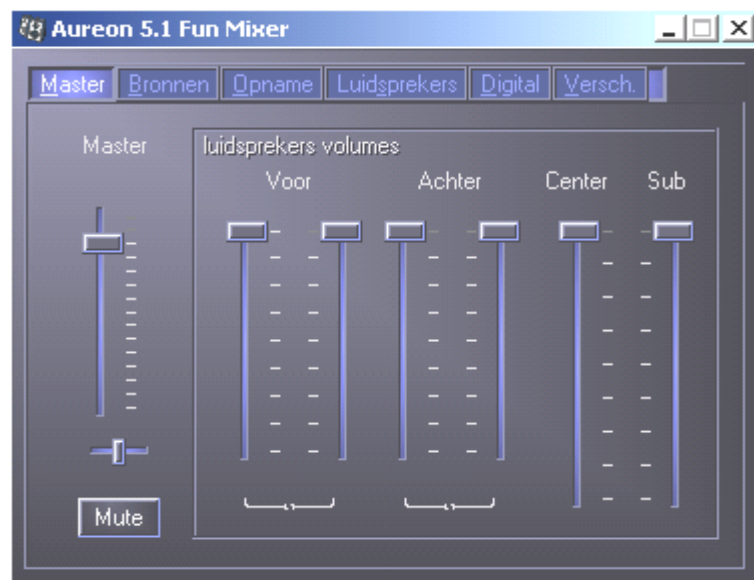 Aureon 5.1 Fun Mixer
Master Bronnen Opname Luidsprekers Digital Versch.
Master
luidsprekers volumes
Voor Achter Center Sub
Mute